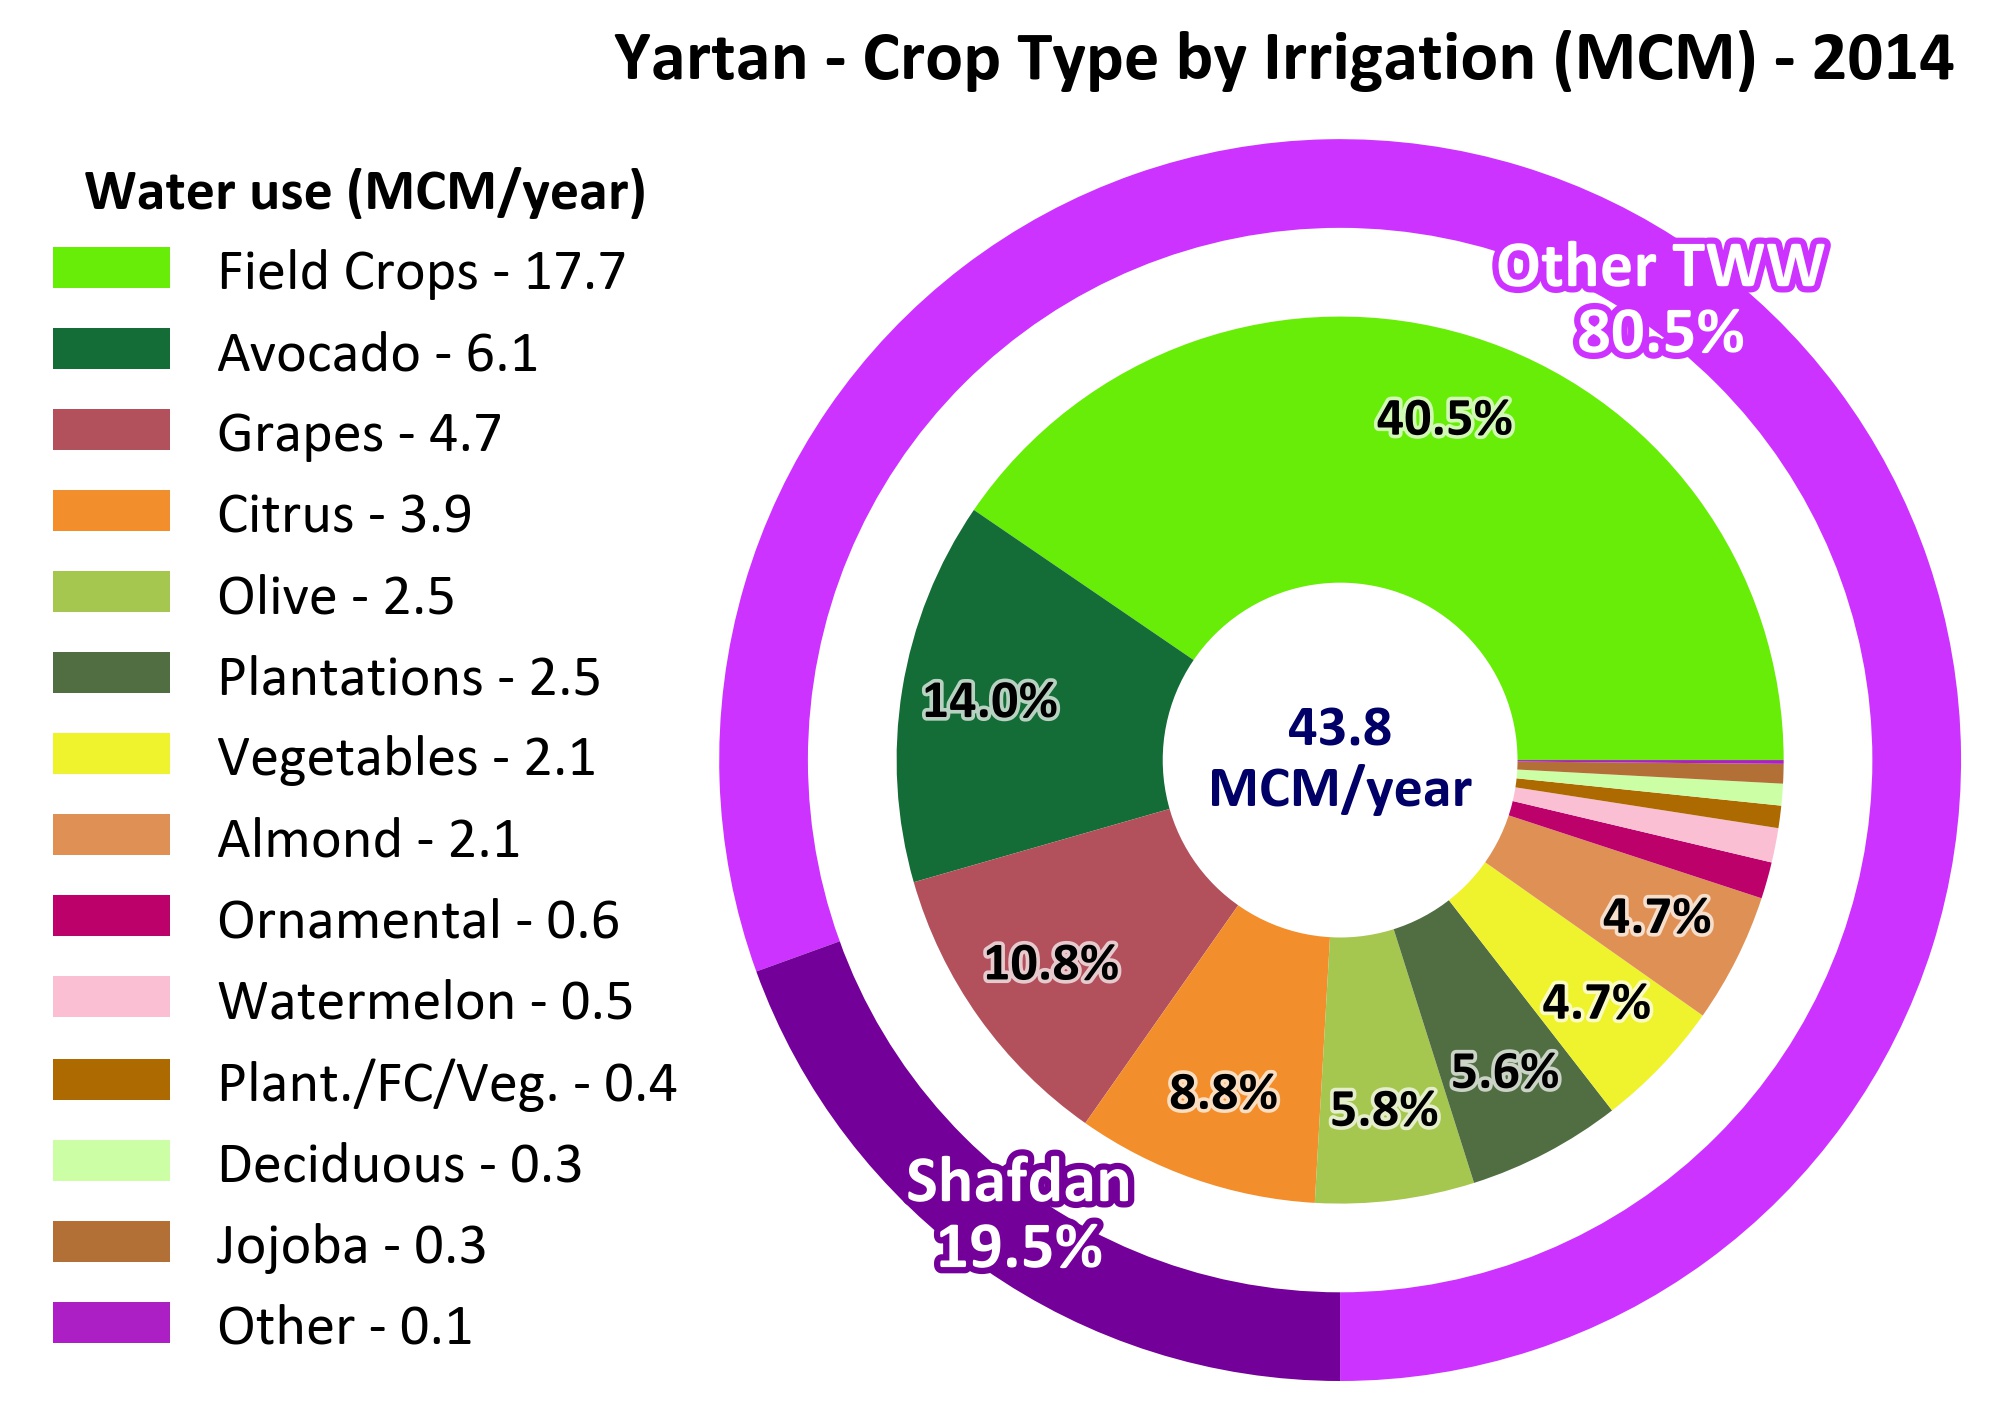 Yartan - Crop Type by Irrigation (MCM) - 2014
Water use (MCM/year)
Field Crops - 17.7
Avocado - 6.1
Grapes - 4.7
Citrus - 3.9
Olive - 2.5
Plantations - 2.5
Vegetables - 2.1
Almond - 2.1
Ornamental - 0.6
Watermelon - 0.5
Plant./FC/Veg. - 0.4
Deciduous - 0.3
Jojoba - 0.3
Other - 0.1
Other TWW
80.5%
40.5%
14.0%
43.8
MCM/year
10.8%
8.8%
5.8%
5.6%
4.7%
4.7%
Shafdan
19.5%